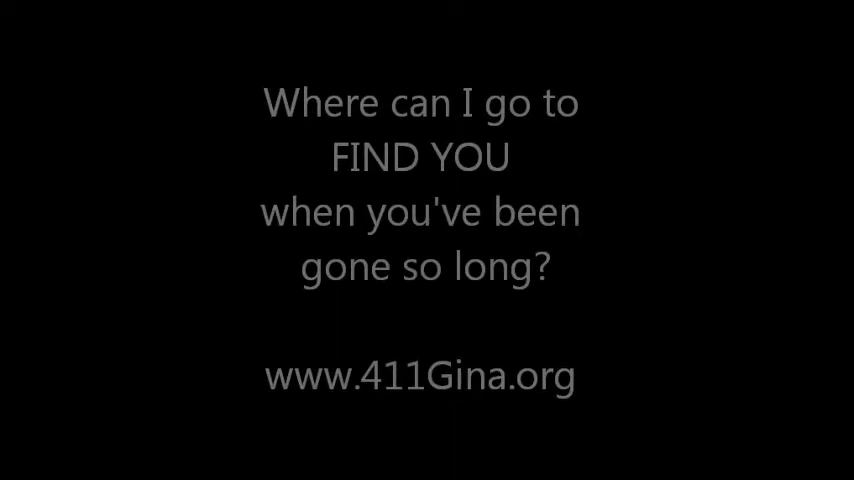 Where can I go to
FIND YOU
when you've been
gone so long?
www.411Gina.org